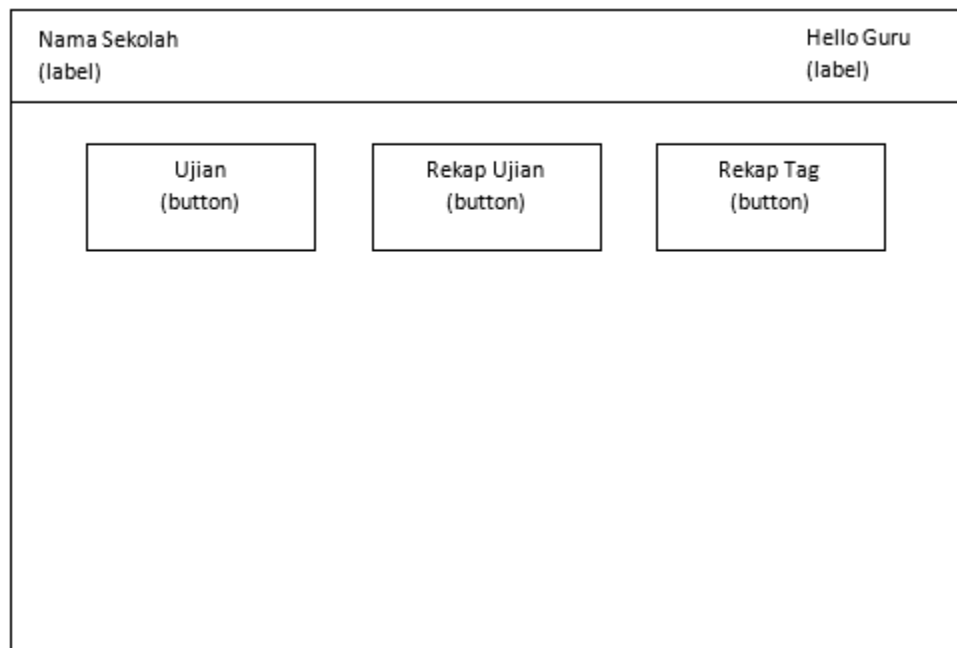 Nama Sekolah
(label)
Hello Guru
(label)
Ujian
(button)
Rekap Ujian
(button)
Rekap Tag
(button)